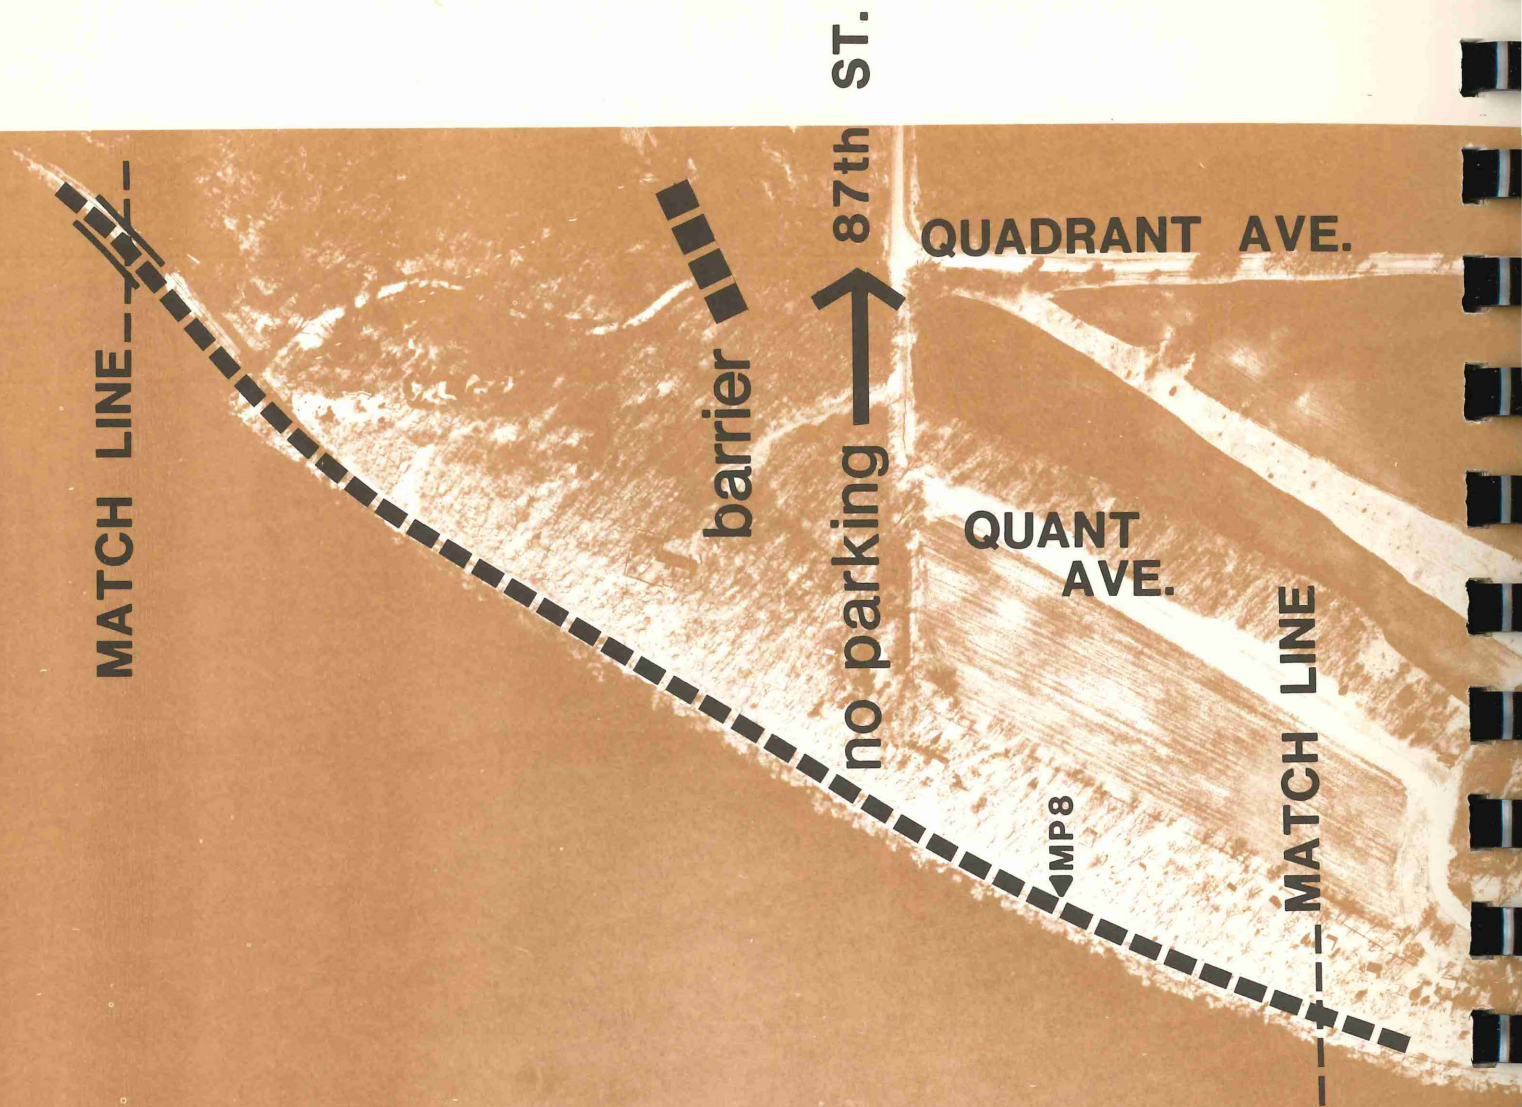 87th ST.
QUADRANT AVE.
MATCH LINE
barrier
no parking
QUANT
AVE.
MP8
MATCH LINE